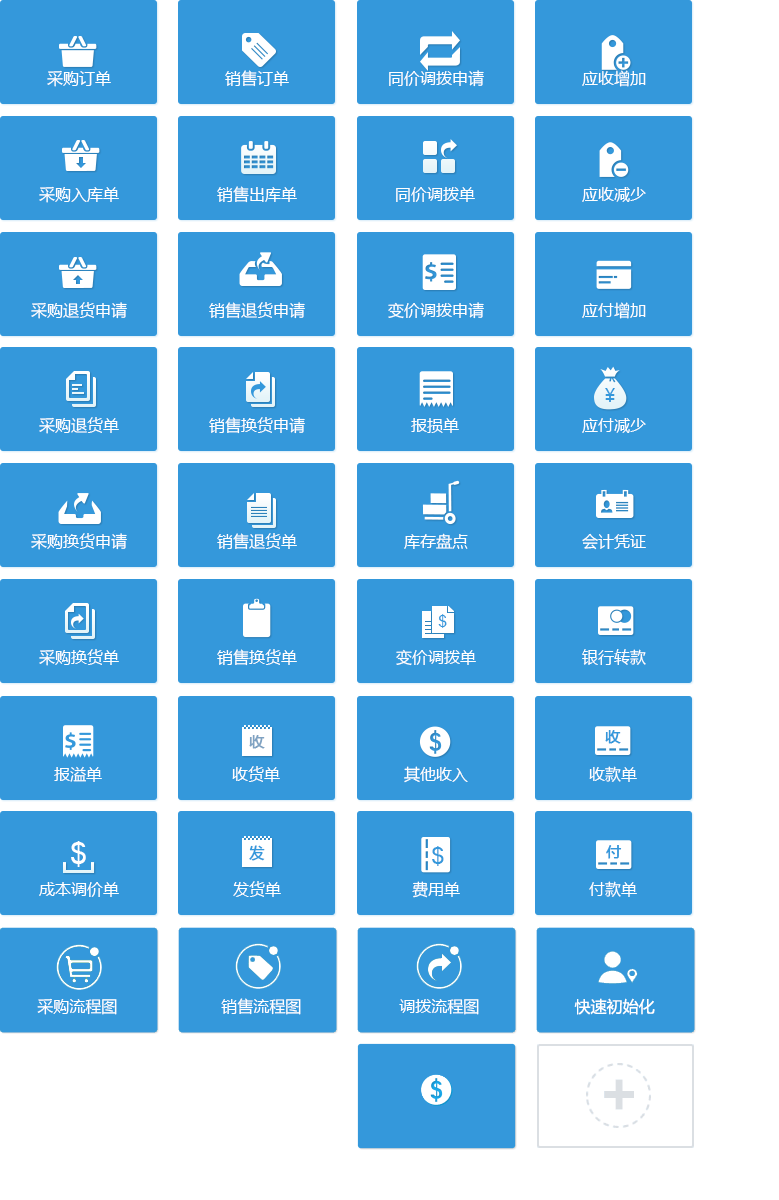 采购订单
销售订单
同价调拨申请
应收增加
采购入库单
销售出库单
同价调拨单
应收减少
$
采购退货申请
销售退货申请
变价调拨申请
应付增加
¥
采购退货单
销售换货申请
报损单
应付减少
采购换货申请
销售退货单
库存盘点
会计凭证
$
采购换货单
销售换货单
变价调拨单
银行转款
$
收
$
收
报溢单
收货单
其他收入
收款单
$
发
$
付
成本调价单
发货单
费用单
付款单
采购流程图
销售流程图
调拨流程图
快速初始化
$